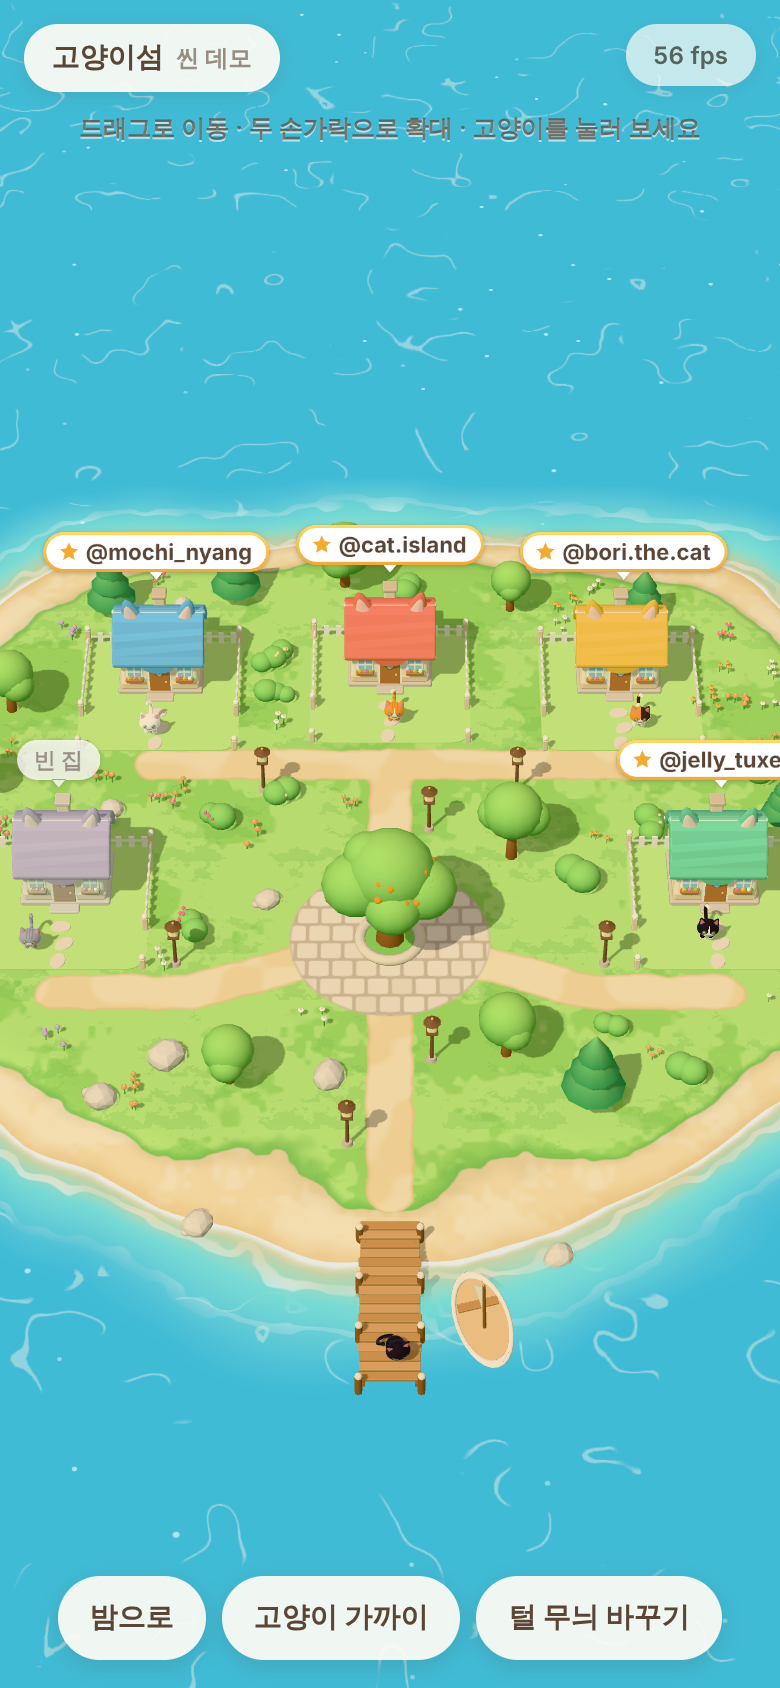 고양이섬 씬 데모
56 fps
드래그로 이동 · 두 손가락으로 확대 · 고양이를 눌러 보세요
@mochi_nyang
@cat.island
@bori.the.cat
빈 집
@jelly_tuxe
밤으로
고양이 가까이
털 무늬 바꾸기